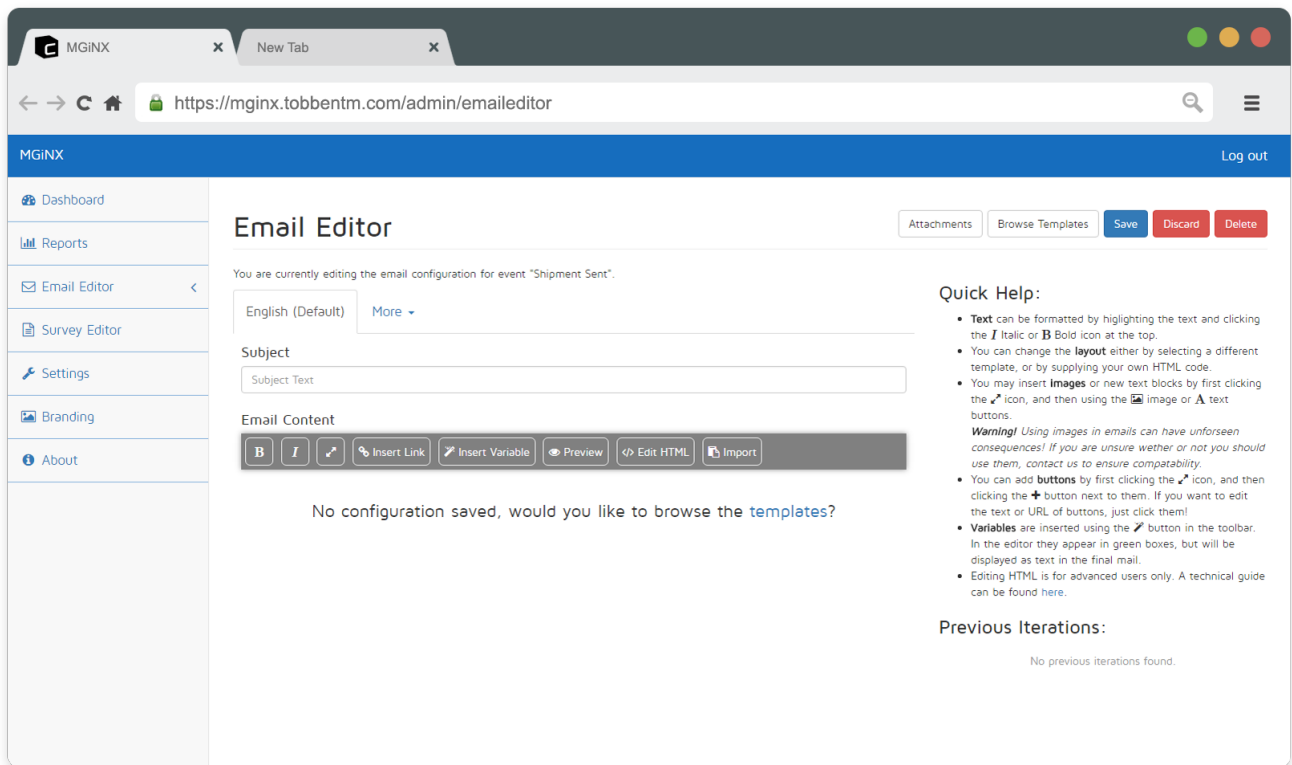 MGiNX
New Tab
https://mginx.tobbentm.com/admin/emaileditor
MGiNX
Log out
Dashboard
Reports
Email Editor
Survey Editor
Settings
Branding
About
Email Editor
Attachments
Browse Templates
Save
Discard
Delete
You are currently editing the email configuration for event "Shipment Sent".
English (Default)
More
Subject
Subject Text
Email Content
B
I
Insert Link
Insert Variable
Preview
</> Edit HTML
Import
No configuration saved, would you like to browse the templates?
Quick Help:
• Text can be formatted by higlighting the text and clicking
the I Italic or B Bold icon at the top.
• You can change the layout either by selecting a different
template, or by supplying your own HTML code.
• You may insert images or new text blocks by first clicking
the icon, and then using the image or A text
buttons.
Warning! Using images in emails can have unforseen
consequences! If you are unsure wether or not you should
use them, contact us to ensure compatability.
• You can add buttons by first clicking the icon, and then
clicking the + button next to them. If you want to edit
the text or URL of buttons, just click them!
• Variables are inserted using the button in the toolbar.
In the editor they appear in green boxes, but will be
displayed as text in the final mail.
• Editing HTML is for advanced users only. A technical guide
can be found here.
Previous Iterations:
No previous iterations found.